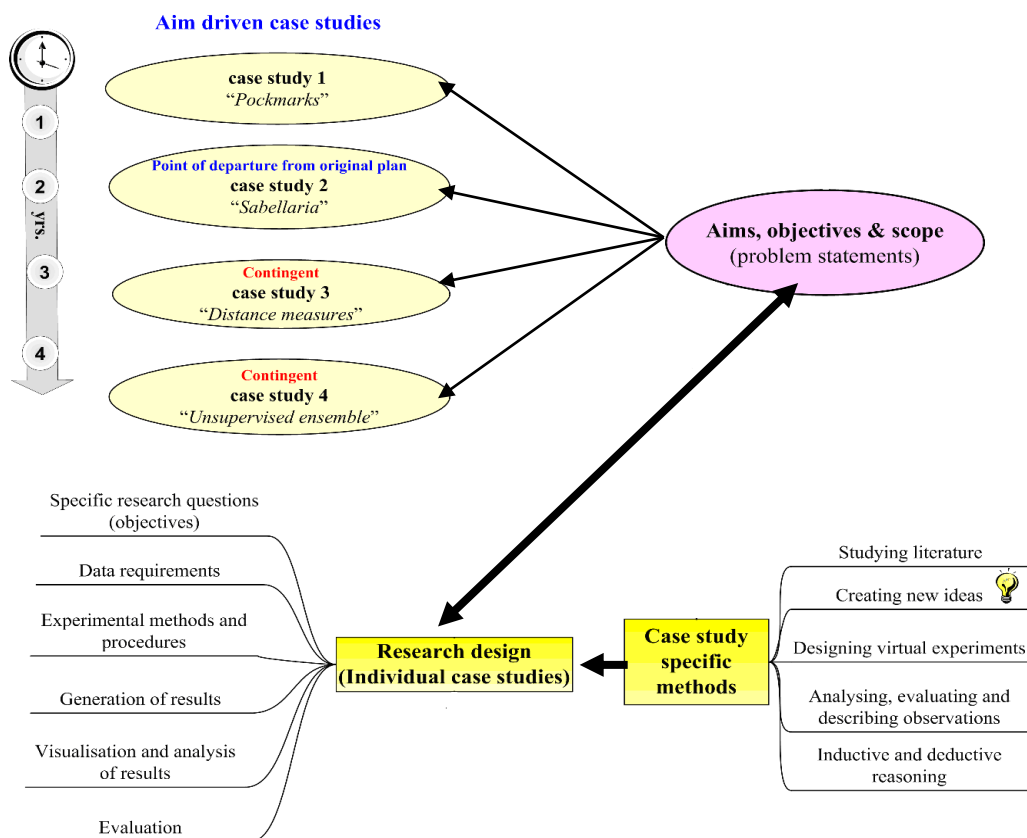 Aim driven case studies
1
2
yrs.
3
4
case study 1
“Pockmarks”
Point of departure from original plan
case study 2
“Sabellaria”
Contingent
case study 3
“Distance measures”
Contingent
case study 4
“Unsupervised ensemble”
Aims, objectives & scope
(problem statements)
Specific research questions
(objectives)
Data requirements
Experimental methods and
procedures
Generation of results
Visualisation and analysis
of results
Evaluation
Research design
(Individual case studies)
Case study
specific
methods
Studying literature
Creating new ideas
Designing virtual experiments
Analysing, evaluating and
describing observations
Inductive and deductive
reasoning